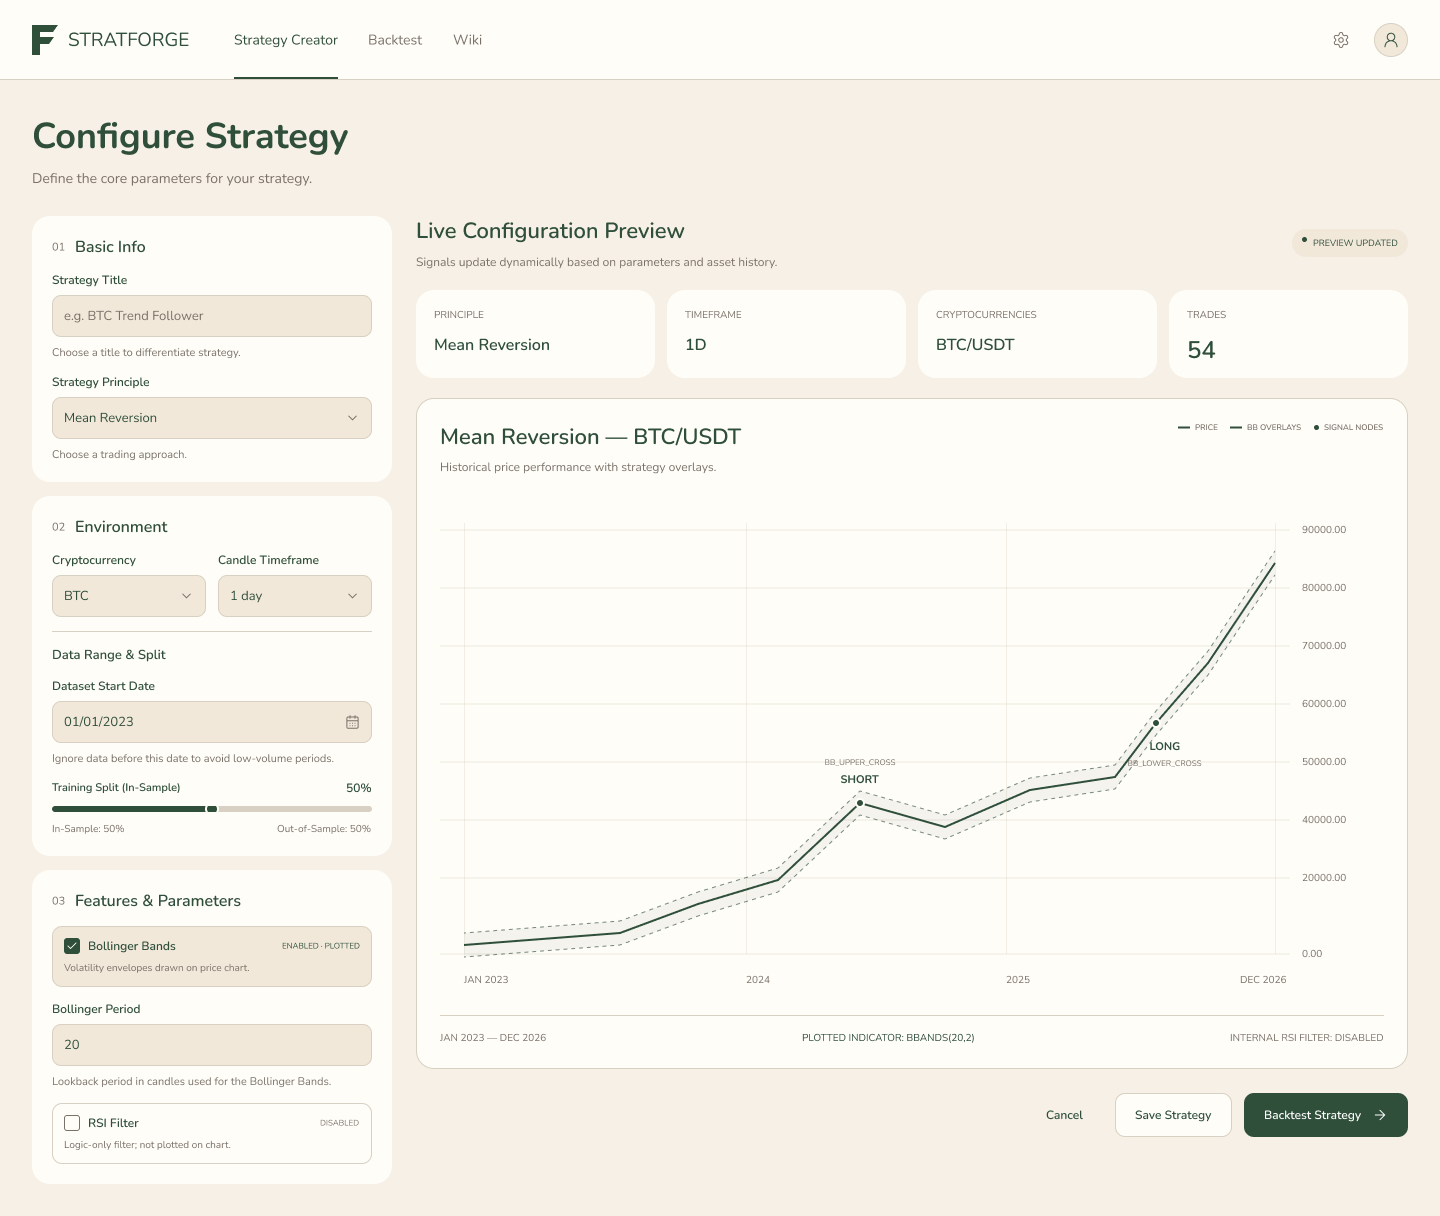 STRATFORGE
Strategy Creator
Backtest
Wiki
Configure Strategy
Define the core parameters for your strategy.
01 Basic Info
Strategy Title
e.g. BTC Trend Follower
Choose a title to differentiate strategy.
Strategy Principle
Mean Reversion
Choose a trading approach.
02 Environment
Cryptocurrency
Candle Timeframe
BTC
1 day
Data Range & Split
Dataset Start Date
01/01/2023
Ignore data before this date to avoid low-volume periods.
Training Split (In-Sample)
50%
In-Sample: 50%
Out-of-Sample: 50%
03 Features & Parameters
Bollinger Bands
ENABLED · PLOTTED
Volatility envelopes drawn on price chart.
Bollinger Period
20
Lookback period in candles used for the Bollinger Bands.
RSI Filter
DISABLED
Logic-only filter; not plotted on chart.
Live Configuration Preview
Signals update dynamically based on parameters and asset history.
PREVIEW UPDATED
PRINCIPLE
Mean Reversion
TIMEFRAME
1D
CRYPTOCURRENCIES
BTC/USDT
TRADES
54
Mean Reversion — BTC/USDT
Historical price performance with strategy overlays.
PRICE
BB OVERLAYS
SIGNAL NODES
90000.00
80000.00
70000.00
60000.00
50000.00
40000.00
20000.00
0.00
BB_UPPER_CROSS
SHORT
LONG
BB_LOWER_CROSS
JAN 2023
2024
2025
DEC 2026
JAN 2023 — DEC 2026
PLOTTED INDICATOR: BBANDS(20,2)
INTERNAL RSI FILTER: DISABLED
Cancel
Save Strategy
Backtest Strategy